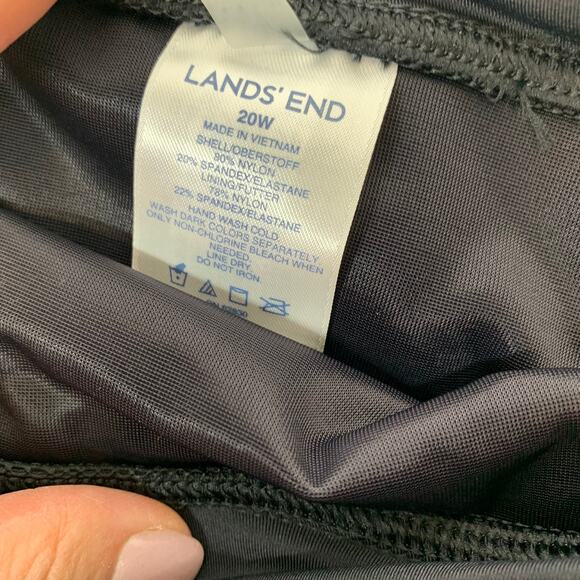 LANDS' END
20W
MADE IN VIETNAM
SHELL/OBERSTOFF
80% NYLON
20% SPANDEX/ELASTANE
LINING/FUTTER
78% NYLON
22% SPANDEX/ELASTANE
HAND WASH COLD
WASH DARK COLORS SEPARATELY
ONLY NON-CHLORINE BLEACH WHEN
NEEDED.
LINE DRY
DO NOT IRON.